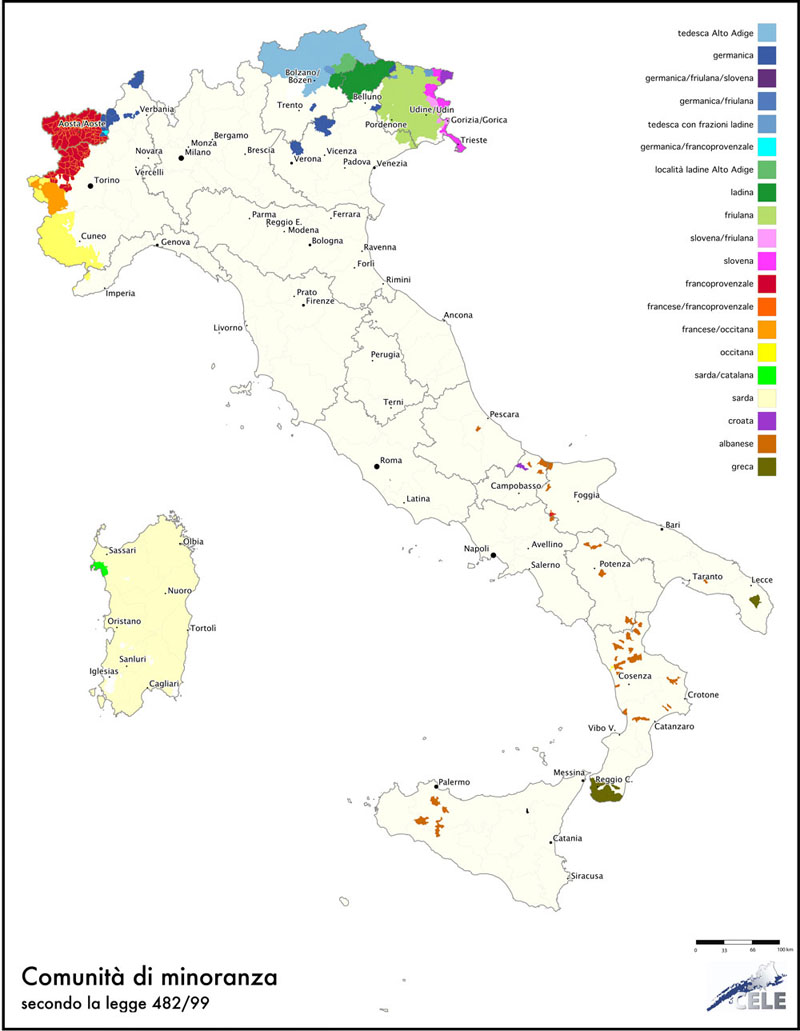 tedesca Alto Adige
germanica
germanica/friulana/slovena
germanica/friulana
tedesca con frazioni ladine
germanica/francoprovenzale
località ladine Alto Adige
ladina
friulana
slovena/friulana
slovena
francoprovenzale
francese/francoprovenzale
francese/occitana
occitana
sarda/catalana
sarda
croata
albanese
greca
Bolzano/
Bozen
Trento
Belluno
Udine/Udin
Pordenone
Gorizia/Gorica
Trieste
Verbania
Aosta/Aoste
Bergamo
Monza
Milano
Brescia
Novara
Vercelli
Verona
Vicenza
Padova
Venezia
Torino
Cuneo
Genova
Imperia
Parma
Reggio E.
Modena
Ferrara
Bologna
Ravenna
Forlì
Rimini
Prato
Firenze
Livorno
Ancona
Perugia
Terni
Pescara
Roma
Latina
Campobasso
Foggia
Bari
Napoli
Avellino
Salerno
Potenza
Taranto
Lecce
Sassari
Olbia
Nuoro
Oristano
Tortolì
Sanluri
Iglesias
Cagliari
Cosenza
Crotone
Catanzaro
Vibo V.
Messina
Reggio C.
Palermo
Catania
Siracusa
0 33 66 100 km
Comunità di minoranza
secondo la legge 482/99
CELE